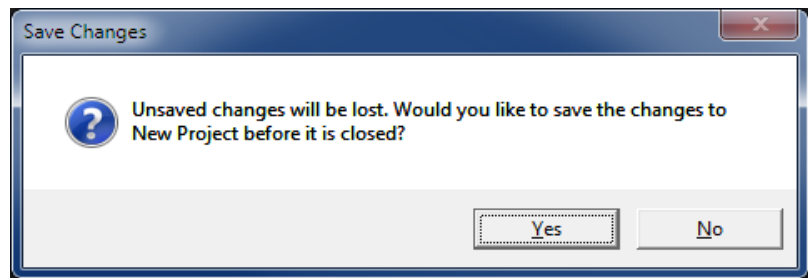 Save Changes
Unsaved changes will be lost. Would you like to save the changes to
New Project before it is closed?
Yes
No